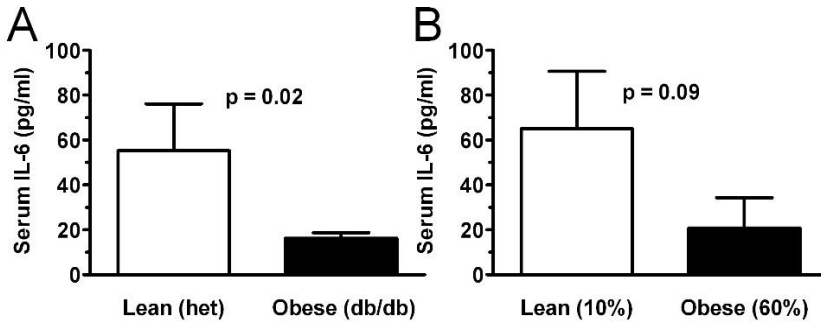 A
Serum IL-6 (pg/ml)
100
80
60
40
20
0
p = 0.02
Lean (het)
Obese (db/db)
B
Serum IL-6 (pg/ml)
100
80
60
40
20
0
p = 0.09
Lean (10%)
Obese (60%)